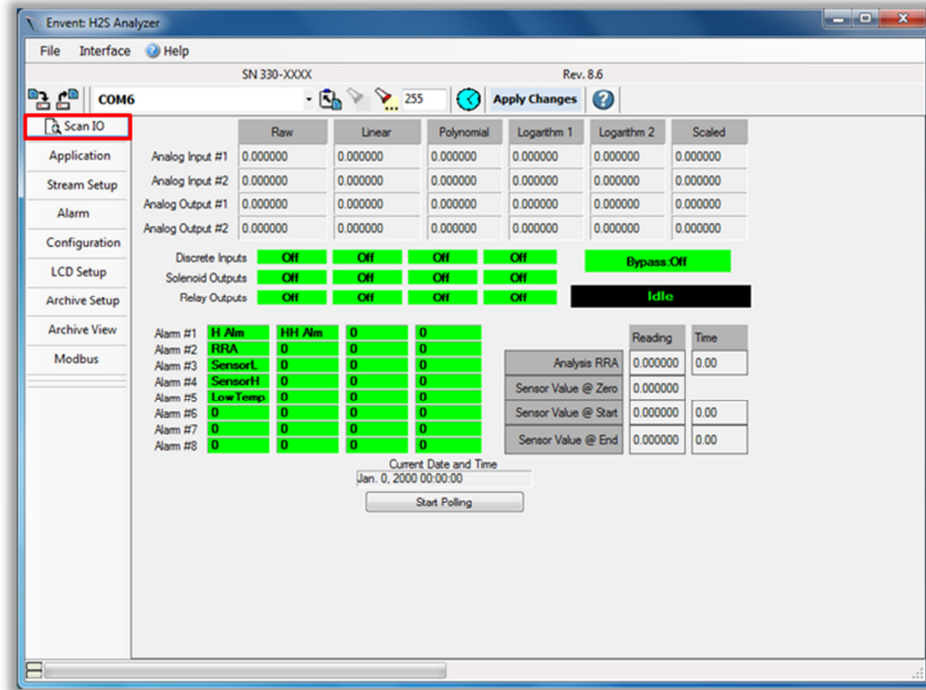 Envent: H2S Analyzer
File Interface Help
SN 330-XXXX Rev. 8.6
COM6 255 Apply Changes
Scan IO
Application
Stream Setup
Alarm
Configuration
LCD Setup
Archive Setup
Archive View
Modbus
Raw Linear Polynomial Logarithm 1 Logarithm 2 Scaled
Analog Input #1 0.000000 0.000000 0.000000 0.000000 0.000000 0.000000
Analog Input #2 0.000000 0.000000 0.000000 0.000000 0.000000 0.000000
Analog Output #1 0.000000 0.000000 0.000000 0.000000 0.000000 0.000000
Analog Output #2 0.000000 0.000000 0.000000 0.000000 0.000000 0.000000
Discrete Inputs Off Off Off Off Bypass:Off
Solenoid Outputs Off Off Off Off
Relay Outputs Off Off Off Off Idle
Alarm #1 H Alm HH Alm 0 0
Alarm #2 RRA 0 0 0
Alarm #3 SensorL 0 0 0
Alarm #4 SensorH 0 0 0
Alarm #5 LowTemp 0 0 0
Alarm #6 0 0 0 0
Alarm #7 0 0 0 0
Alarm #8 0 0 0 0
Reading Time
Analysis RRA 0.000000 0.00
Sensor Value @ Zero 0.000000
Sensor Value @ Start 0.000000 0.00
Sensor Value @ End 0.000000 0.00
Current Date and Time
Jan. 0, 2000 00:00:00
Start Polling